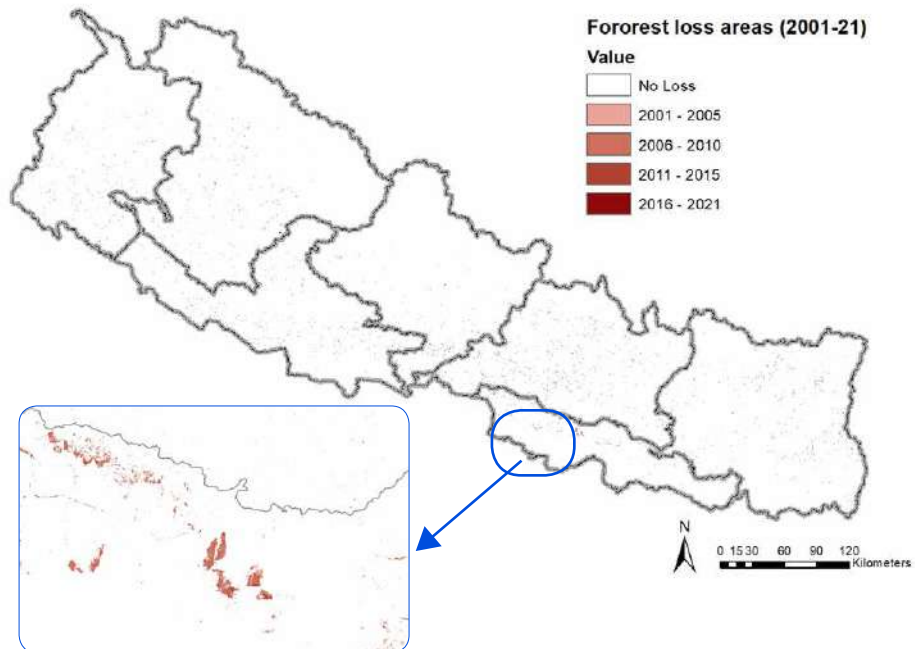 Fororest loss areas (2001-21)
Value
No Loss
2001 - 2005
2006 - 2010
2011 - 2015
2016 - 2021
N
0 15 30 60 90 120
Kilometers